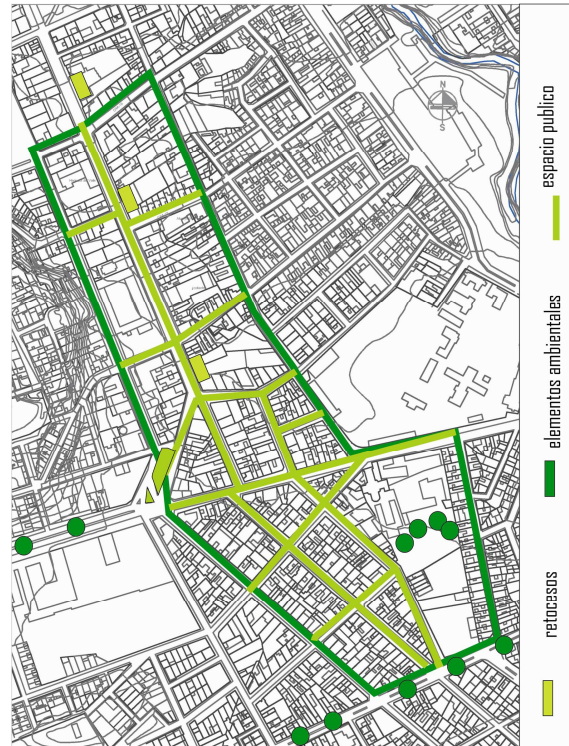 N
S
retocesos
elementos ambientales
espacio publico